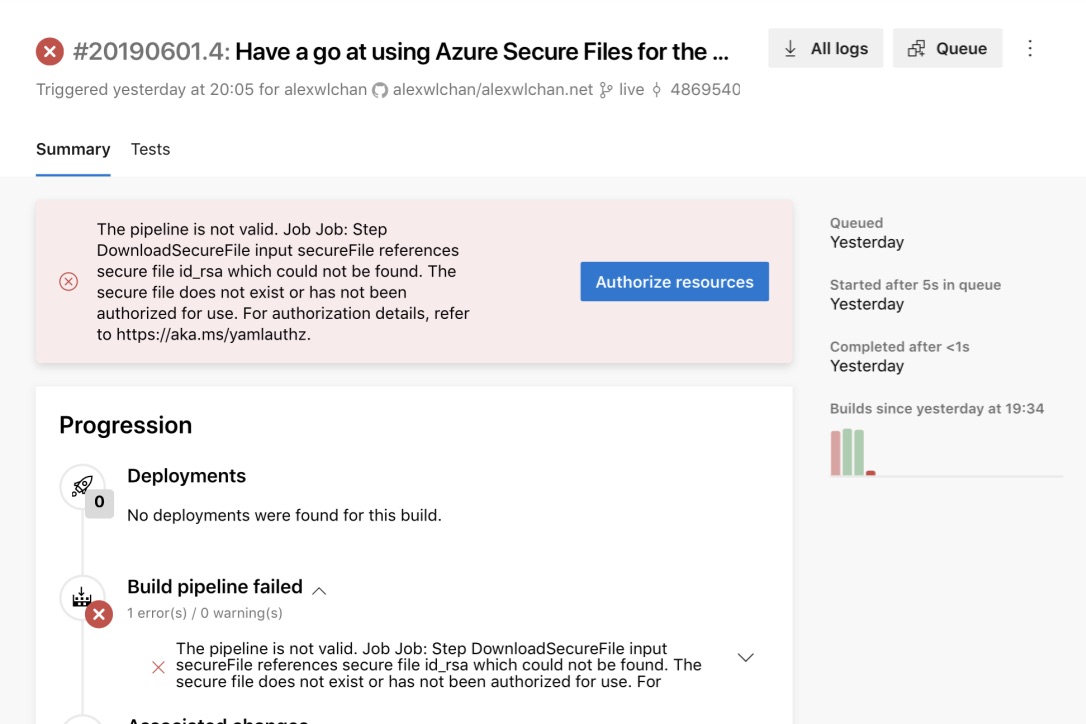 #20190601.4: Have a go at using Azure Secure Files for the ...
All logs
Queue
Triggered yesterday at 20:05 for alexwlchan alexwlchan/alexwlchan.net live 4869540
Summary
Tests
The pipeline is not valid. Job Job: Step
DownloadSecureFile input secureFile references
secure file id_rsa which could not be found. The
secure file does not exist or has not been
authorized for use. For authorization details, refer
to https://aka.ms/yamlauthz.
Authorize resources
Queued
Yesterday
Started after 5s in queue
Yesterday
Completed after <1s
Yesterday
Builds since yesterday at 19:34
Progression
Deployments
0
No deployments were found for this build.
Build pipeline failed
1 error(s) / 0 warning(s)
The pipeline is not valid. Job Job: Step DownloadSecureFile input
secureFile references secure file id_rsa which could not be found. The
secure file does not exist or has not been authorized for use. For
Associated changes